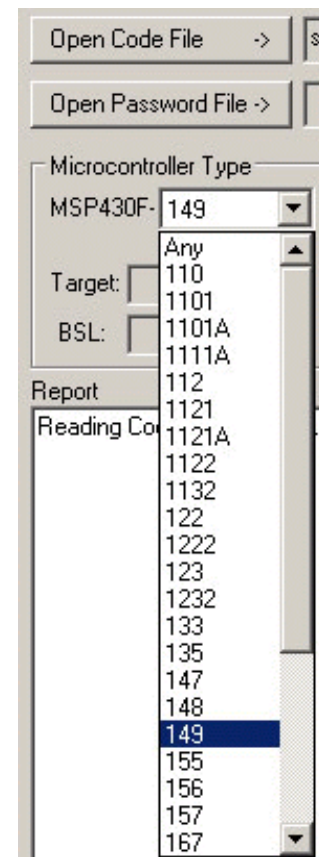 Open Code File ->
Open Password File ->
Microcontroller Type
MSP430F- 149
Any
110
Target:
1101
1101A
BSL:
1111A
112
Report
1121
Reading Co
1121A
1122
1132
122
1222
123
1232
133
135
147
148
149
155
156
157
167